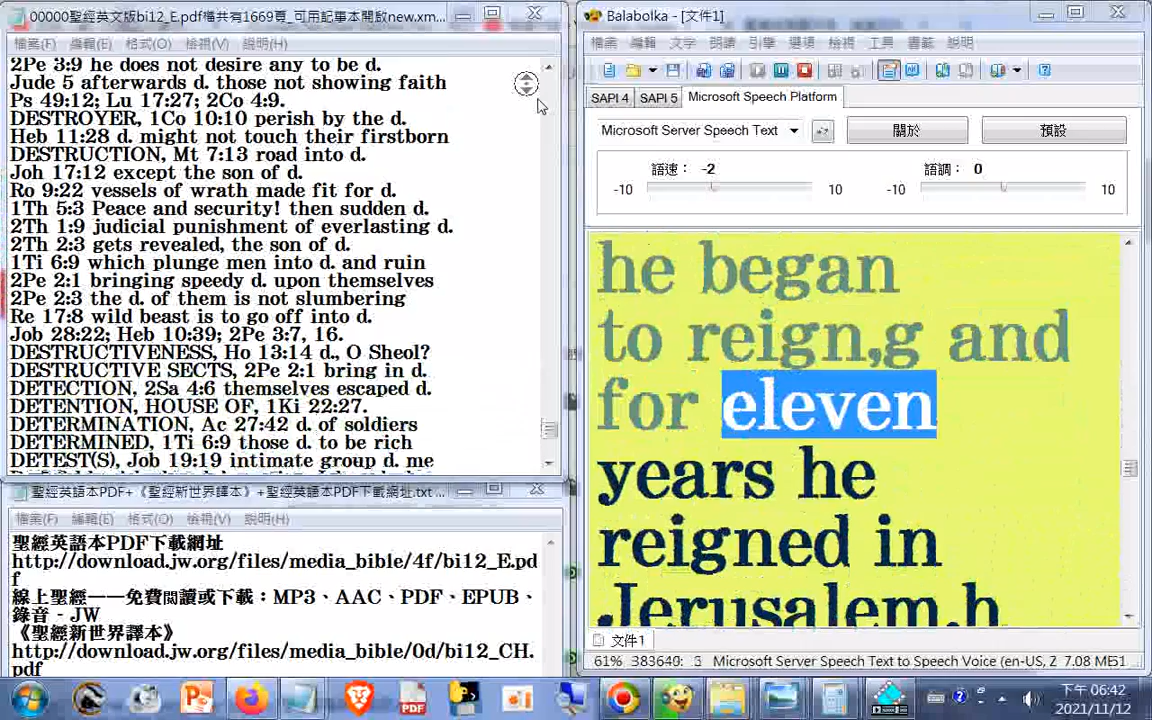 00000聖經英文版bi12_E.pdf檔共有1669頁_可用記事本開啟new.xm...
檔案(F) 編輯(E) 格式(O) 檢視(V) 說明(H)
2Pe 3:9 he does not desire any to be d.
Jude 5 afterwards d. those not showing faith
Ps 49:12; Lu 17:27; 2Co 4:9.
DESTROYER, 1Co 10:10 perish by the d.
Heb 11:28 d. might not touch their firstborn
DESTRUCTION, Mt 7:13 road into d.
Joh 17:12 except the son of d.
Ro 9:22 vessels of wrath made fit for d.
1Th 5:3 Peace and security! then sudden d.
2Th 1:9 judicial punishment of everlasting d.
2Th 2:3 gets revealed, the son of d.
1Ti 6:9 which plunge men into d. and ruin
2Pe 2:1 bringing speedy d. upon themselves
2Pe 2:3 the d. of them is not slumbering
Re 17:8 wild beast is to go off into d.
Job 28:22; Heb 10:39; 2Pe 3:7, 16.
DESTRUCTIVENESS, Ho 13:14 d., O Sheol?
DESTRUCTIVE SECTS, 2Pe 2:1 bring in d.
DETECTION, 2Sa 4:6 themselves escaped d.
DETENTION, HOUSE OF, 1Ki 22:27.
DETERMINATION, Ac 27:42 d. of soldiers
DETERMINED, 1Ti 6:9 those d. to be rich
DETEST(S), Job 19:19 intimate group d. me
聖經英語本PDF+《聖經新世界譯本》+聖經英語本PDF下載網址.txt ...
檔案(F) 編輯(E) 格式(O) 檢視(V) 說明(H)
聖經英語本PDF下載網址
http://download.jw.org/files/media_bible/4f/bi12_E.pd
f
線上聖經——免費閱讀或下載：MP3、AAC、PDF、EPUB、
錄音 - JW
《聖經新世界譯本》
http://download.jw.org/files/media_bible/0d/bi12_CH.
pdf
Balabolka - [文件1]
檔案 編輯 文字 朗讀 引擎 選項 檢視 工具 書籤 說明
SAPI 4 SAPI 5 Microsoft Speech Platform
Microsoft Server Speech Text 關於 預設
語速： -2 語調： 0
-10 10 -10 10
he began
to reign,g and
for eleven
years he
reigned in
Jerusalem.h
文件1
61% 383640: 3 Microsoft Server Speech Text to Speech Voice (en-US, Z 7.08 ME51
PDF
下午 06:42
2021/11/12